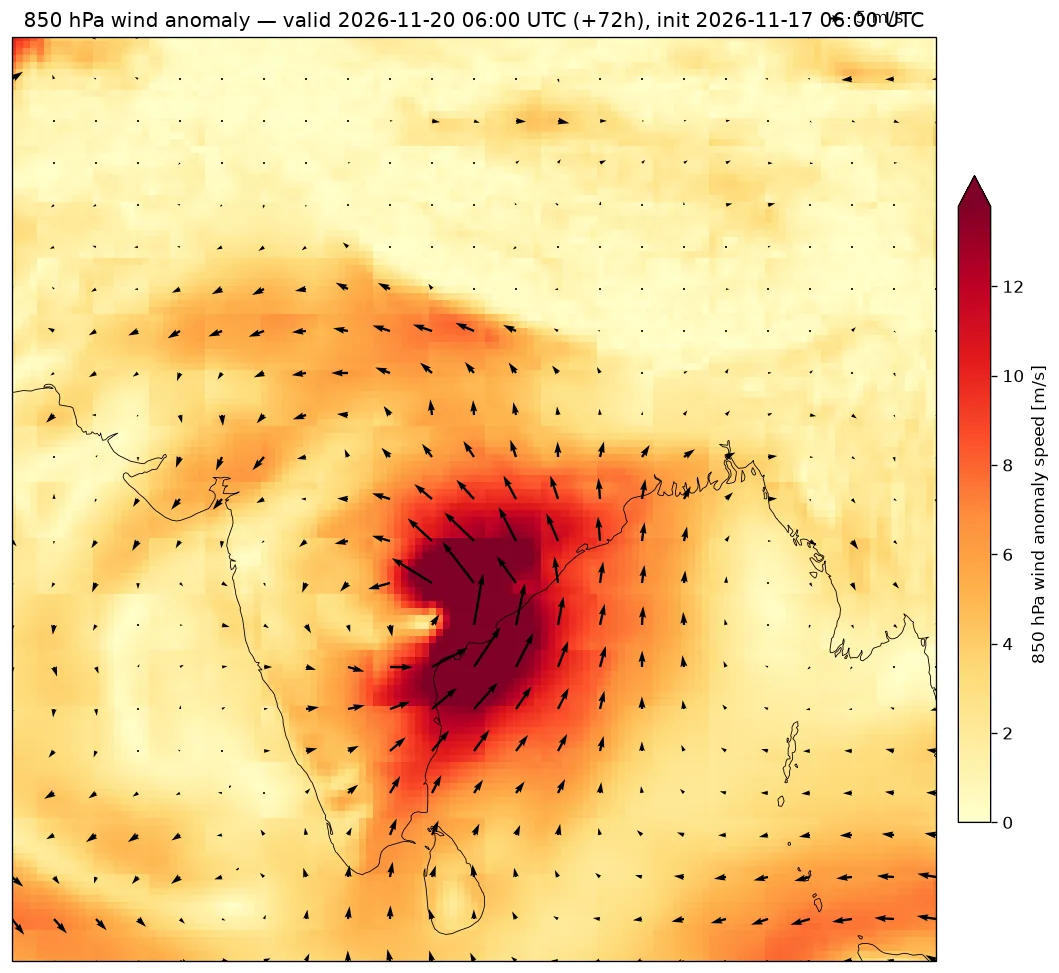 850 hPa wind anomaly — valid 2026-11-20 06:00 UTC (+72h), init 2026-11-17 06:00 UTC
5 m/s
12
10
8
6
4
2
0
850 hPa wind anomaly speed [m/s]